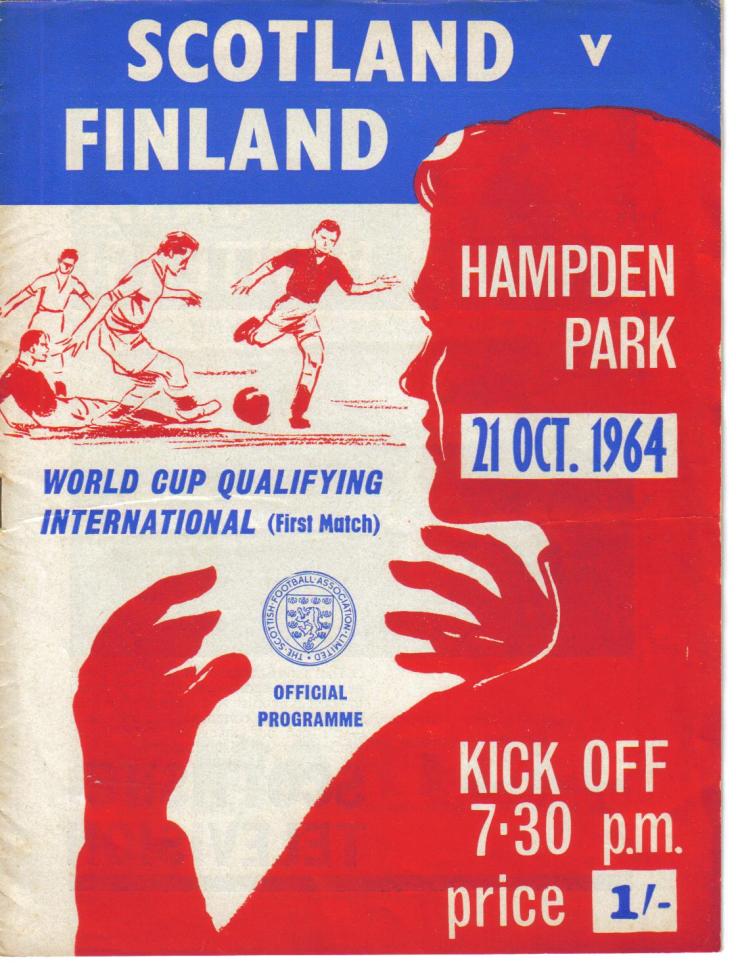 SCOTLAND v
FINLAND
HAMPDEN
PARK
21 OCT. 1964
WORLD CUP QUALIFYING
INTERNATIONAL (First Match)
THE SCOTTISH FOOTBALL ASSOCIATION LIMITED
OFFICIAL
PROGRAMME
KICK OFF
7·30 p.m.
price 1/-